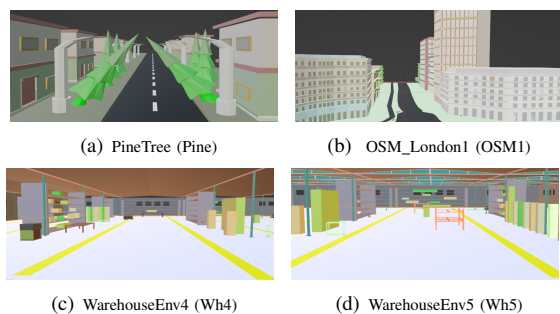 (a) PineTree (Pine)
(b) OSM_London1 (OSM1)
(c) WarehouseEnv4 (Wh4)
(d) WarehouseEnv5 (Wh5)